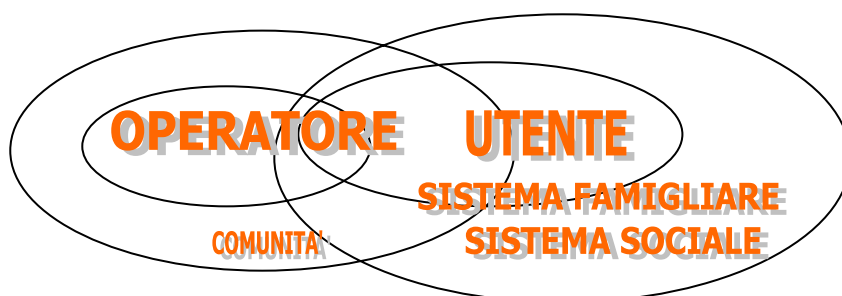 OPERATORE
UTENTE
SISTEMA FAMIGLIARE
COMUNITA'
SISTEMA SOCIALE